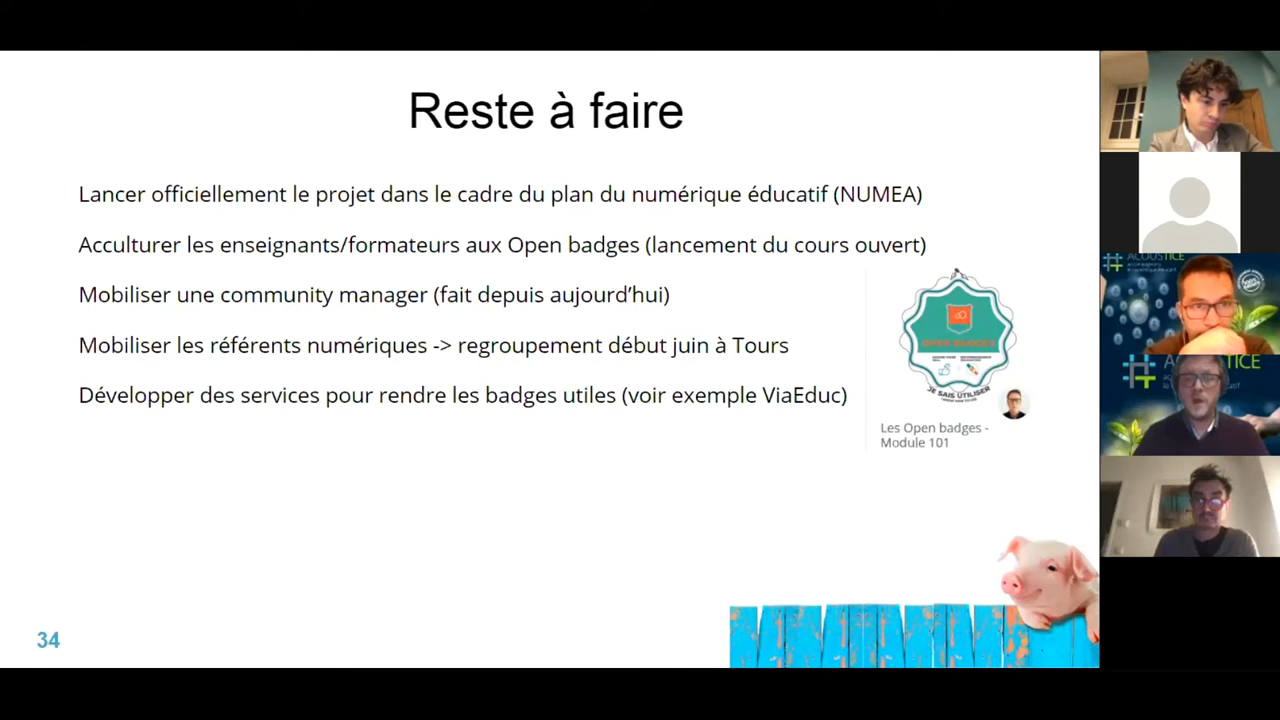 Reste à faire
Lancer officiellement le projet dans le cadre du plan du numérique éducatif (NUMEA)
Acculturer les enseignants/formateurs aux Open badges (lancement du cours ouvert)
Mobiliser une community manager (fait depuis aujourd’hui)
Mobiliser les référents numériques -> regroupement début juin à Tours
Développer des services pour rendre les badges utiles (voir exemple ViaEduc)
OPEN BADGES
JE SAIS UTILISER
Les Open badges -
Module 101
34
ACOUSTICE